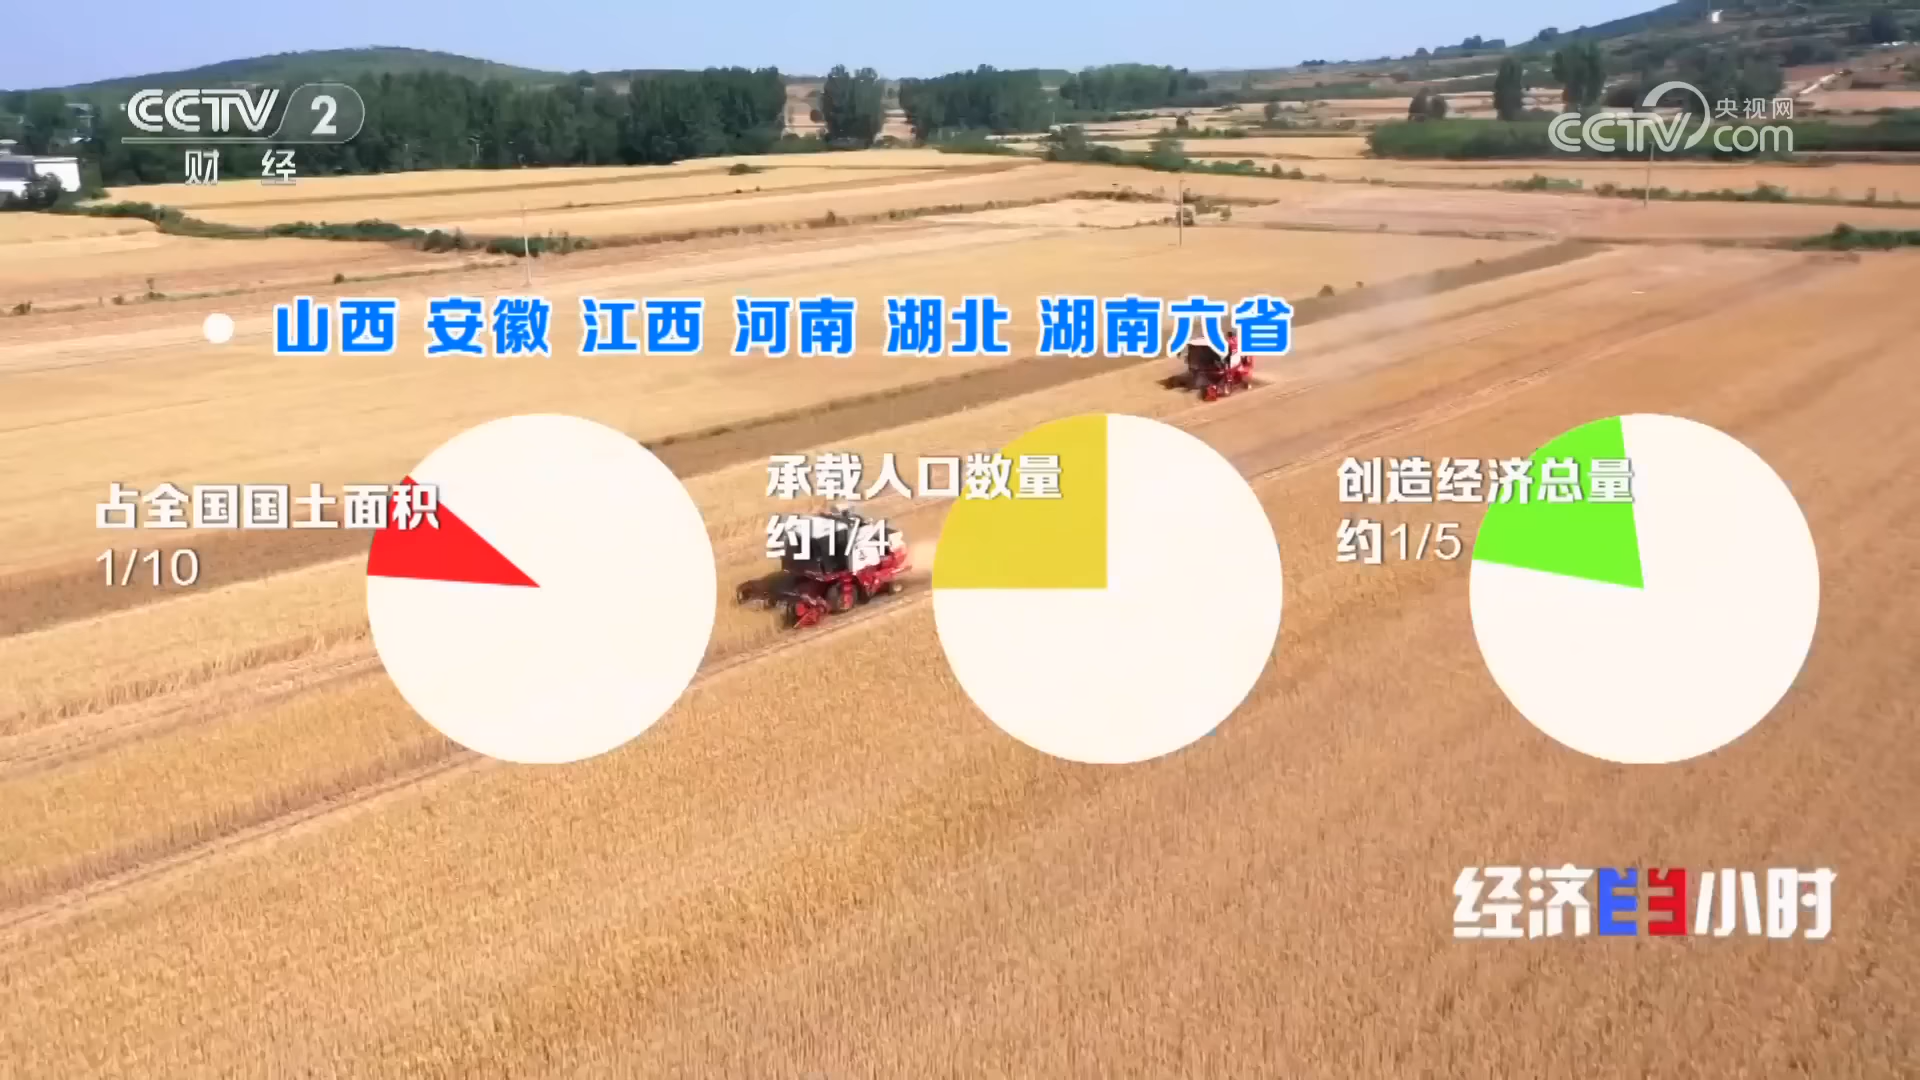 CCTV 2
财 经
CCTV.com
央视网
山西 安徽 江西 河南 湖北 湖南六省
占全国国土面积
1/10
承载人口数量
约1/4
创造经济总量
约1/5
经济半小时